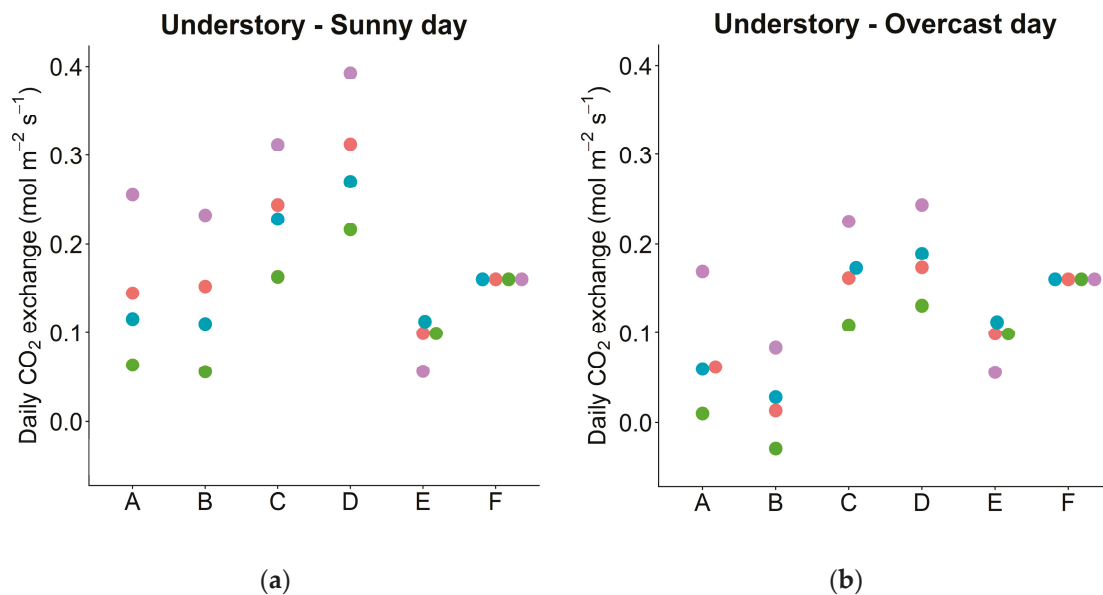 Understory - Sunny day
Daily CO₂ exchange (mol m⁻² s⁻¹)
0.4
0.3
0.2
0.1
0.0
A B C D E F
(a)
Understory - Overcast day
Daily CO₂ exchange (mol m⁻² s⁻¹)
0.4
0.3
0.2
0.1
0.0
A B C D E F
(b)